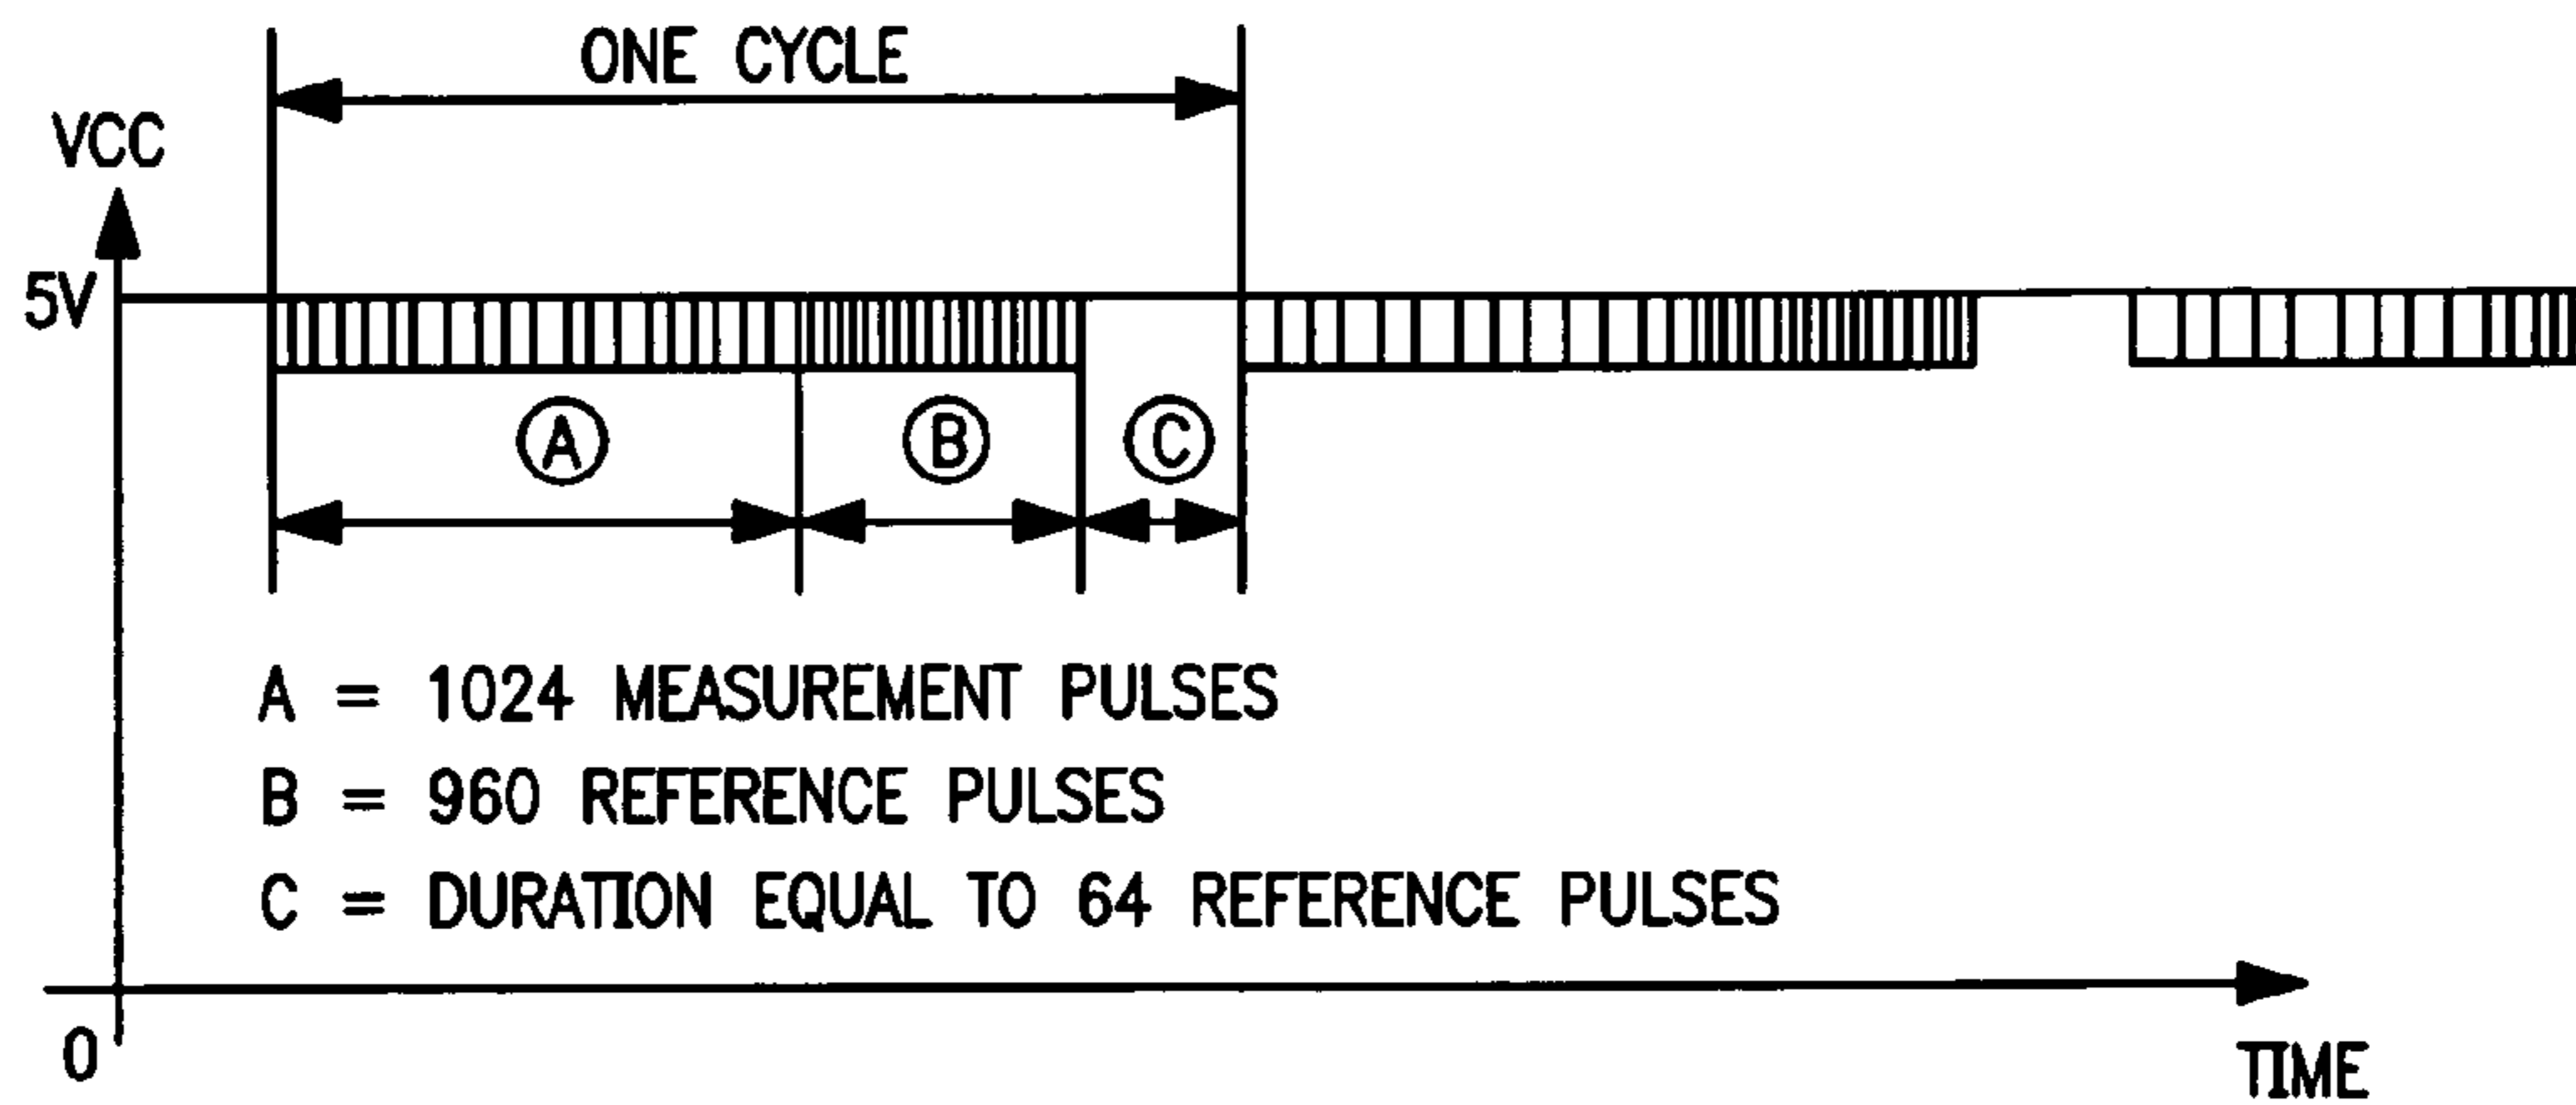 ONE CYCLE
VCC
5V
A
B
C
A = 1024 MEASUREMENT PULSES
B = 960 REFERENCE PULSES
C = DURATION EQUAL TO 64 REFERENCE PULSES
0
TIME